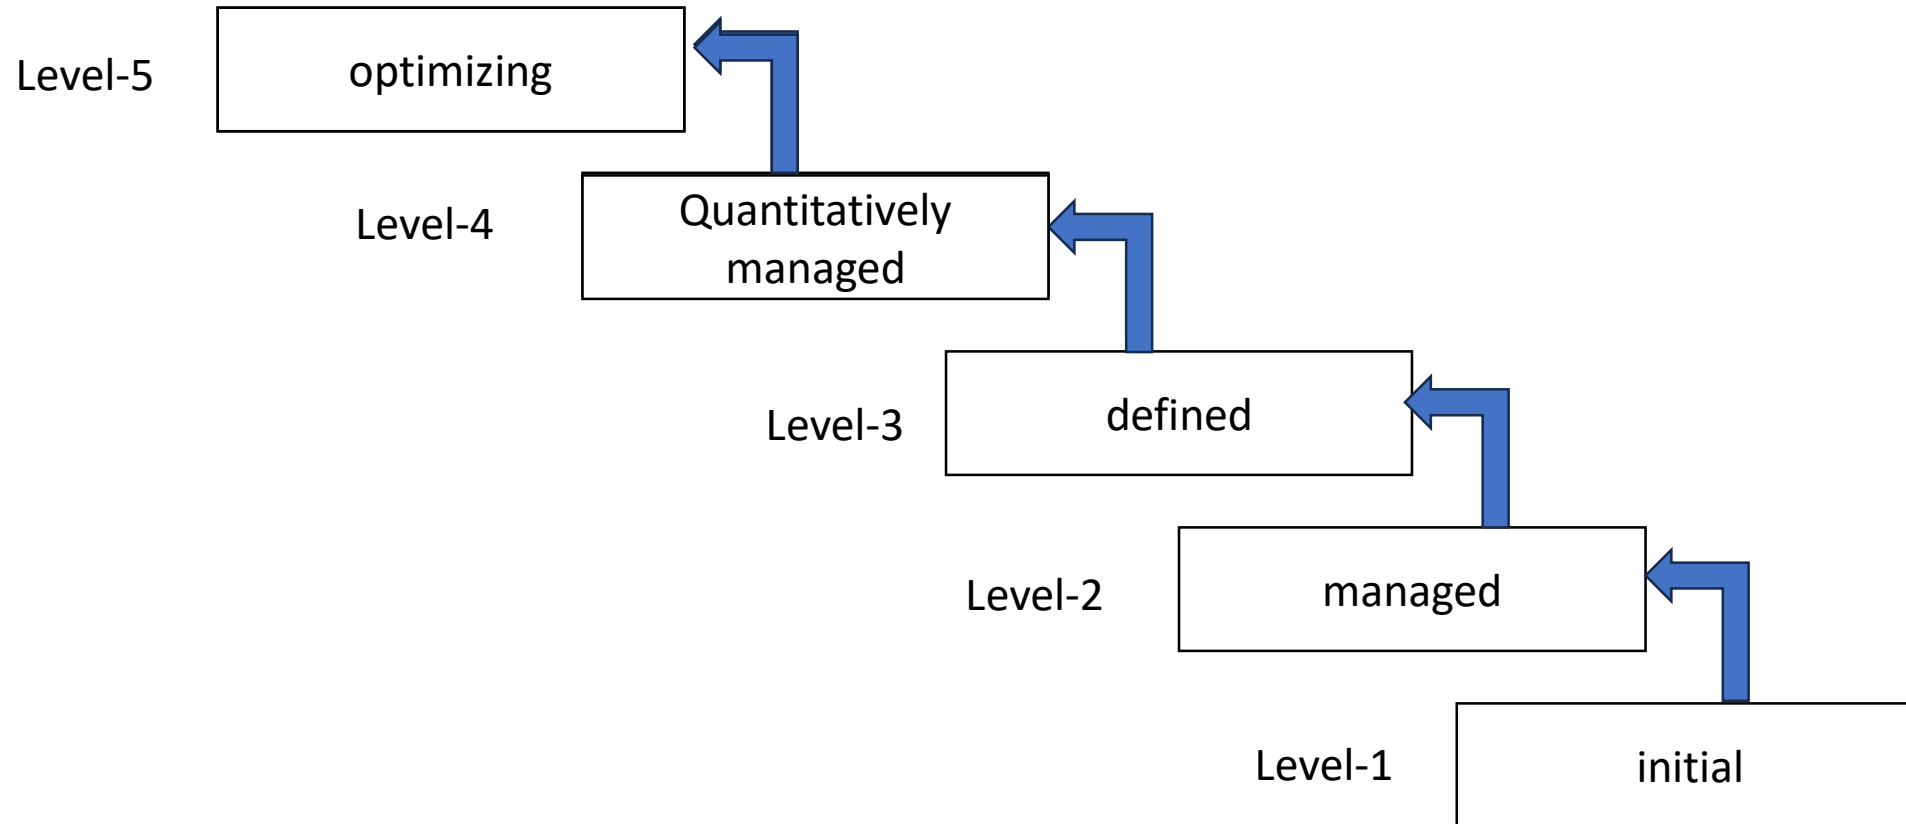 Level-5
optimizing
Level-4
Quantitatively
managed
Level-3
defined
Level-2
managed
Level-1
initial